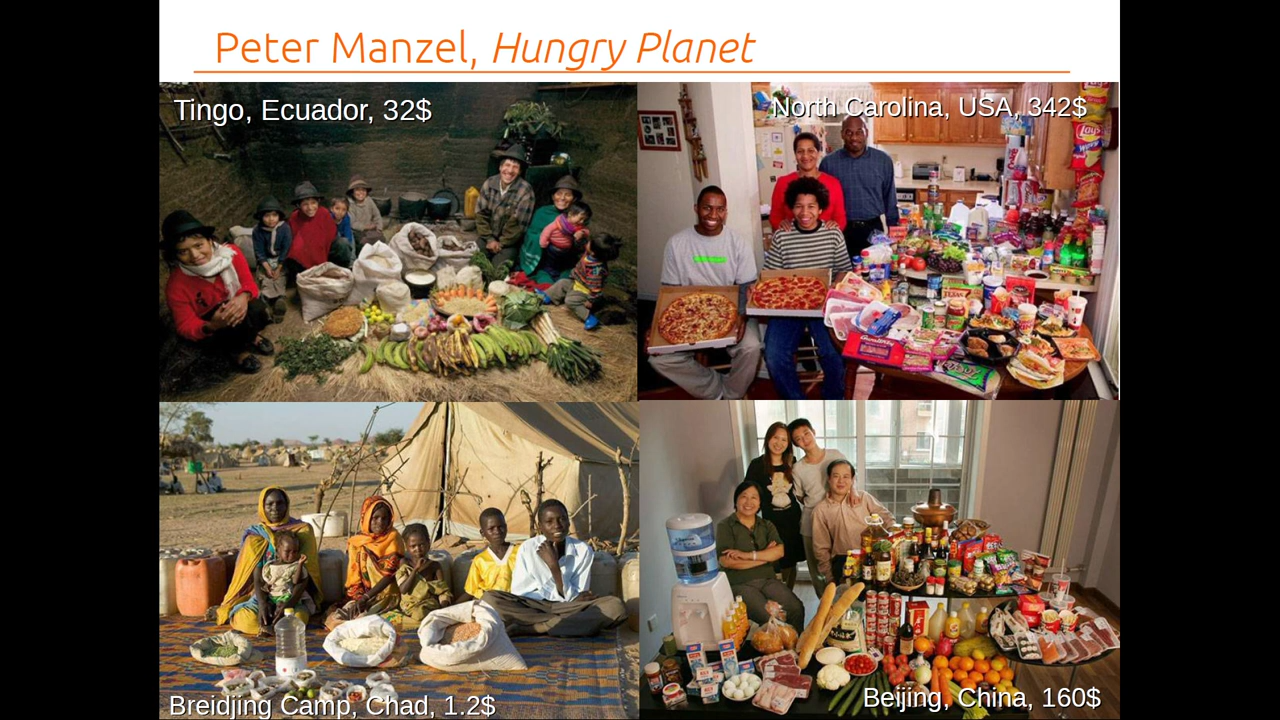 Peter Manzel, Hungry Planet
Tingo, Ecuador, 32$
North Carolina, USA, 342$
Lay's
Breidjing Camp, Chad, 1.2$
Beijing, China, 160$